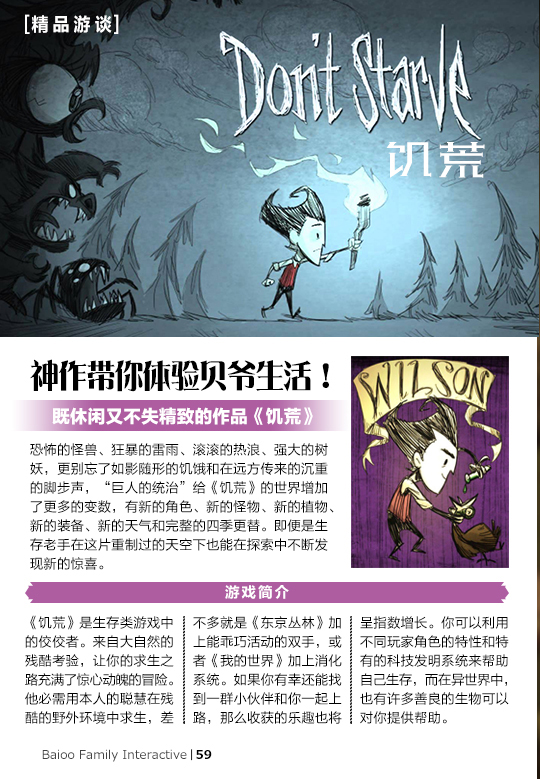 [精品游谈]
Don't Starve
饥荒
神作带你体验贝爷生活！
既休闲又不失精致的作品《饥荒》
恐怖的怪兽、狂暴的雷雨、滚滚的热浪、强大的树
妖，更别忘了如影随形的饥饿和在远方传来的沉重
的脚步声，“巨人的统治”给《饥荒》的世界增加
了更多的变数，有新的角色、新的怪物、新的植物、
新的装备、新的天气和完整的四季更替。即便是生
存老手在这片重制过的天空下也能在探索中不断发
现新的惊喜。
WILSON
游戏简介
《饥荒》是生存类游戏中
的佼佼者。来自大自然的
残酷考验，让你的求生之
路充满了惊心动魄的冒险。
他必需用本人的聪慧在残
酷的野外环境中求生，差
不多就是《东京丛林》加
上能乖巧活动的双手，或
者《我的世界》加上消化
系统。如果你有幸还能找
到一群小伙伴和你一起上
路，那么收获的乐趣也将
呈指数增长。你可以利用
不同玩家角色的特性和特
有的科技发明系统来帮助
自己生存，而在异世界中，
也有许多善良的生物可以
对你提供帮助。
Baioo Family Interactive | 59